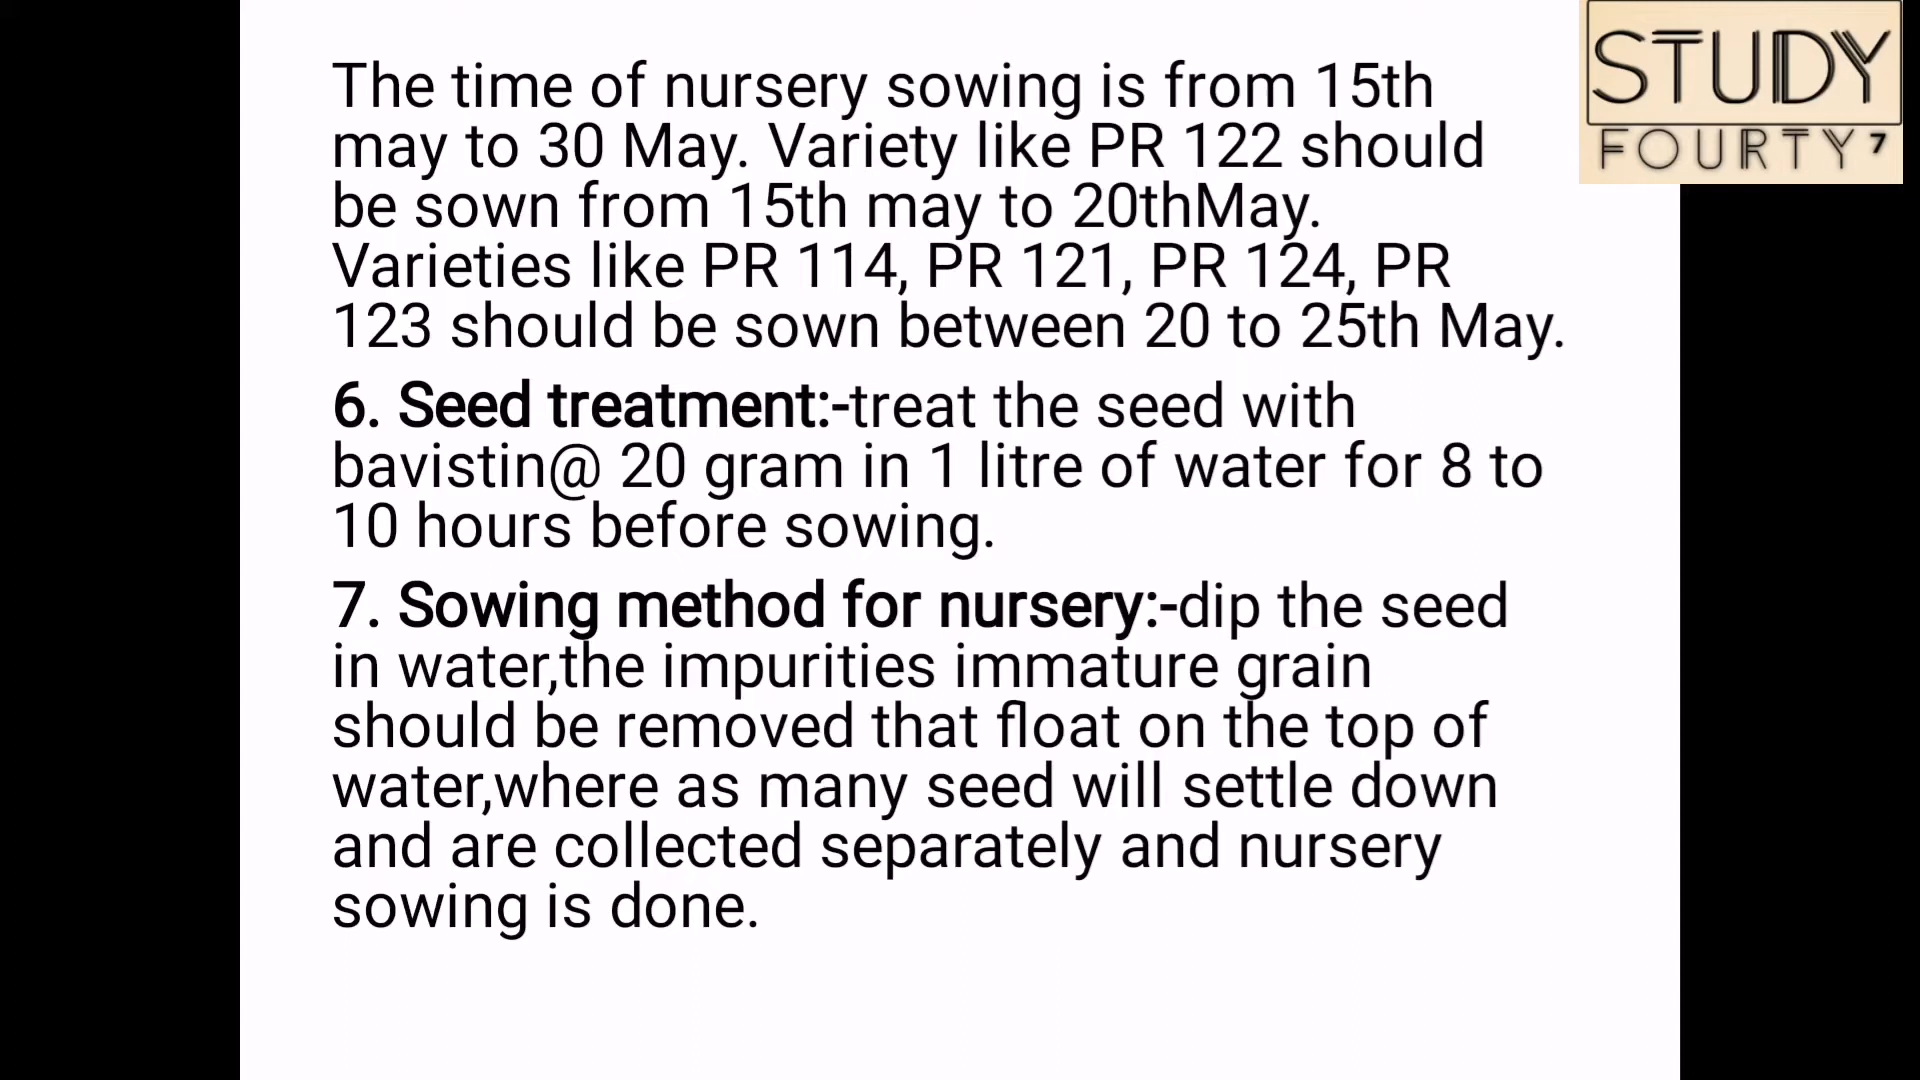 STUDY
FOURTY 7
The time of nursery sowing is from 15th
may to 30 May. Variety like PR 122 should
be sown from 15th may to 20thMay.
Varieties like PR 114, PR 121, PR 124, PR
123 should be sown between 20 to 25th May.
6. Seed treatment:-treat the seed with
bavistin@ 20 gram in 1 litre of water for 8 to
10 hours before sowing.
7. Sowing method for nursery:-dip the seed
in water,the impurities immature grain
should be removed that float on the top of
water,where as many seed will settle down
and are collected separately and nursery
sowing is done.